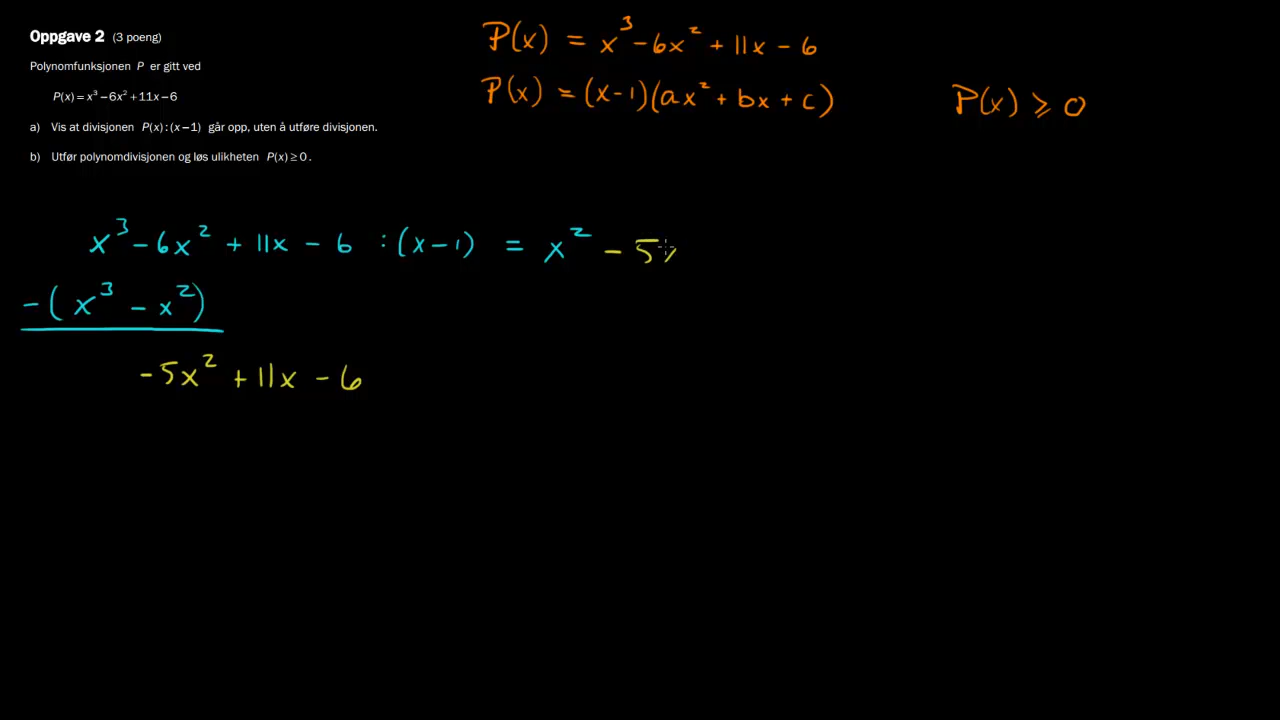 Oppgave 2 (3 poeng)
Polynomfunksjonen P er gitt ved
P(x) = x³ − 6x² + 11x − 6
a) Vis at divisjonen P(x) : (x − 1) går opp, uten å utføre divisjonen.
b) Utfør polynomdivisjonen og løs ulikheten P(x) ≥ 0.
P(x) = x³ − 6x² + 11x − 6
P(x) = (x − 1)(ax² + bx + c)
P(x) ⩾ 0
x³ − 6x² + 11x − 6 : (x − 1) = x² − 5x
−(x³ − x²)
−5x² + 11x − 6